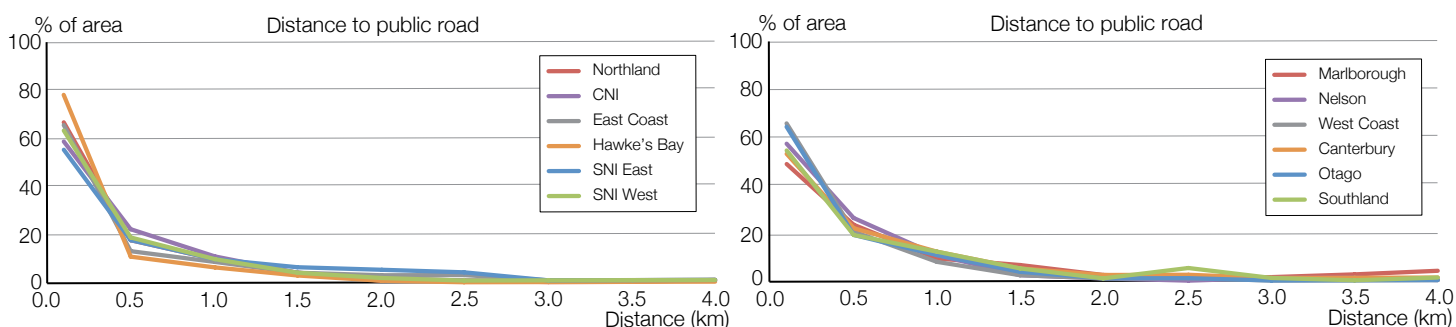 % of area
Distance to public road
100
80
60
40
20
0
0.0 0.5 1.0 1.5 2.0 2.5 3.0 3.5 4.0
Distance (km)
Northland
CNI
East Coast
Hawke's Bay
SNI East
SNI West
% of area
Distance to public road
100
80
60
40
20
0
0.0 0.5 1.0 1.5 2.0 2.5 3.0 3.5 4.0
Distance (km)
Marlborough
Nelson
West Coast
Canterbury
Otago
Southland